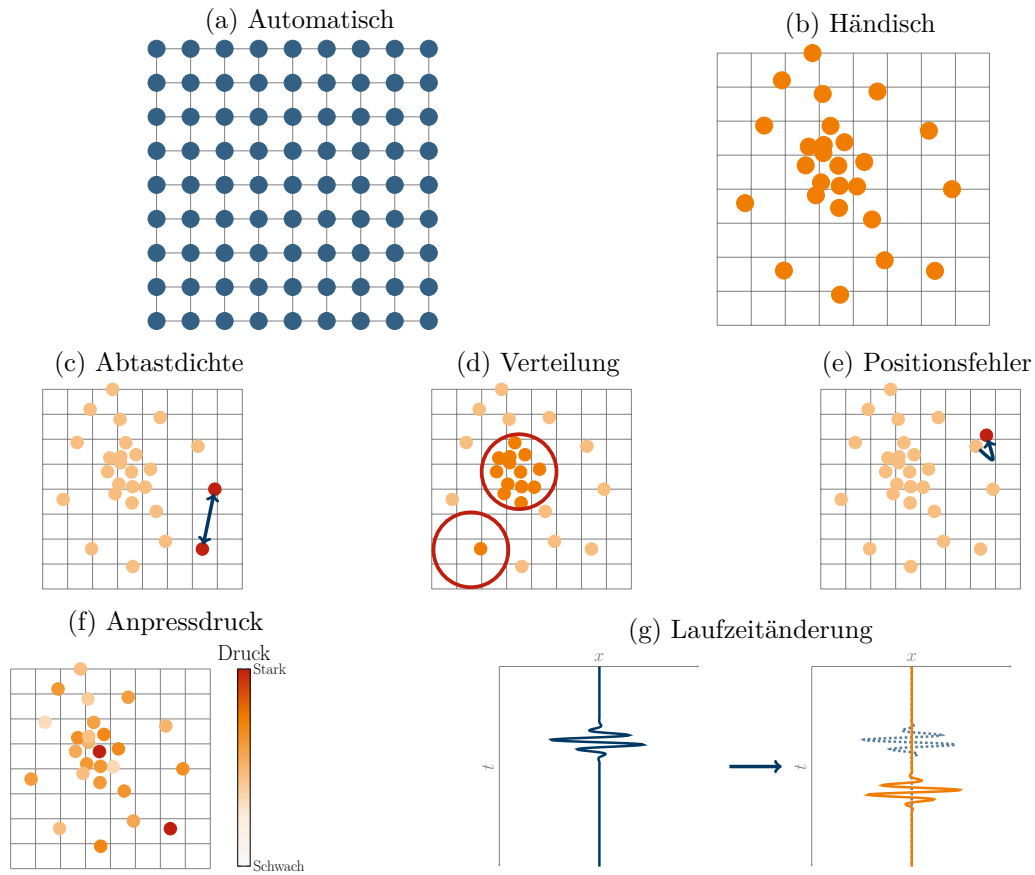 (a) Automatisch
(b) Händisch
(c) Abtastdichte
(d) Verteilung
(e) Positionsfehler
(f) Anpressdruck
Druck
Stark
Schwach
(g) Laufzeitänderung
x
t
x
t